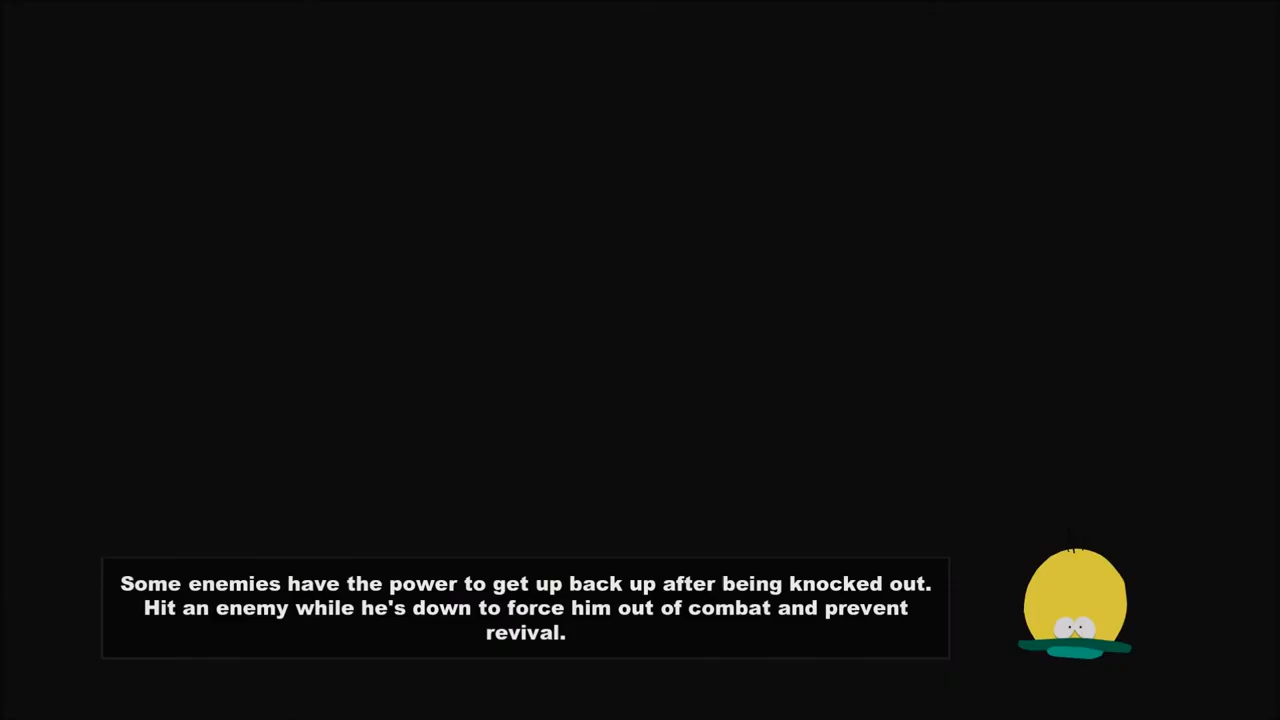 Some enemies have the power to get up back up after being knocked out.
Hit an enemy while he's down to force him out of combat and prevent
revival.